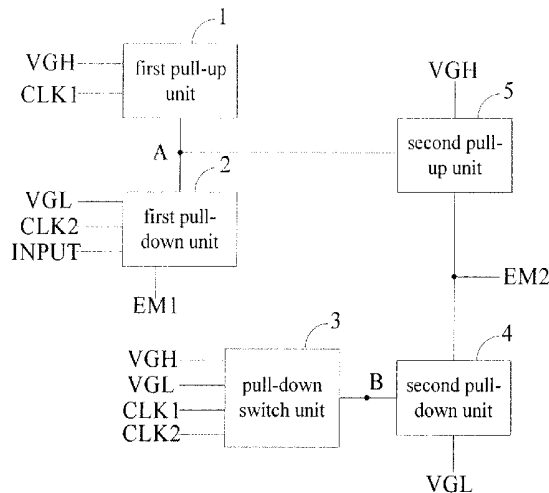 1
VGH
CLK1
first pull-up
unit
VGH
5
second pull-
up unit
A
2
VGL
CLK2
INPUT
first pull-
down unit
EM1
EM2
3
VGH
VGL
CLK1
CLK2
pull-down
switch unit
B
4
second pull-
down unit
VGL